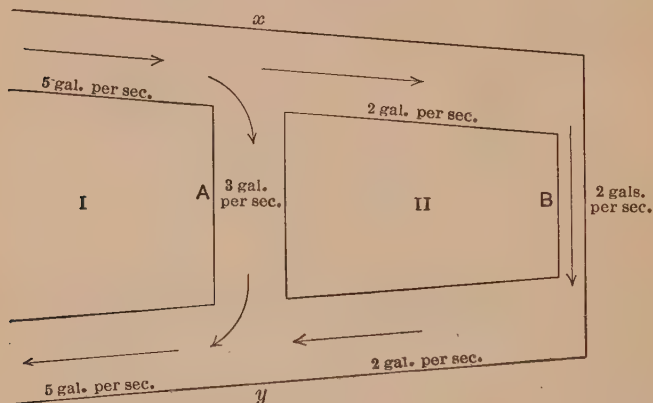 x
5 gal. per sec.
2 gal. per sec.
I
A
3 gal.
per sec.
II
B
2 gals.
per sec.
5 gal. per sec.
2 gal. per sec.
y